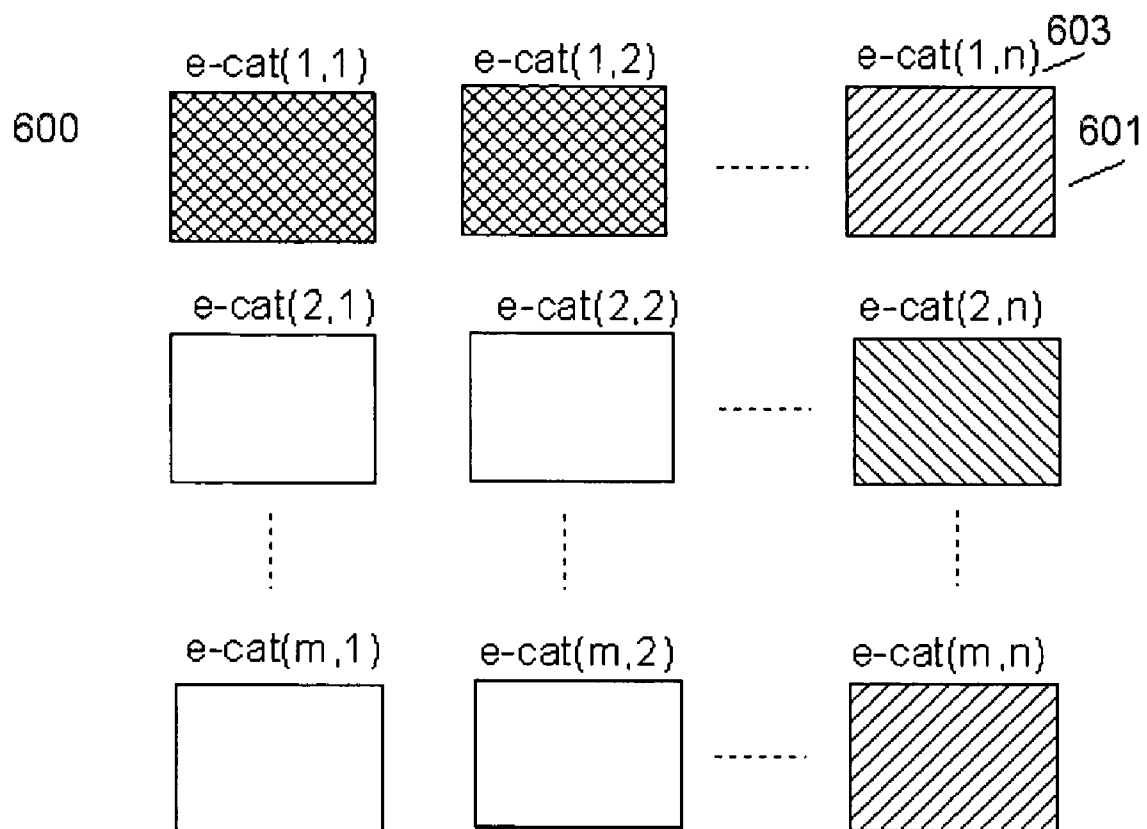 603
e-cat(1,1) e-cat(1,2) e-cat(1,n)
600 601
e-cat(2,1) e-cat(2,2) e-cat(2,n)
e-cat(m,1) e-cat(m,2) e-cat(m,n)